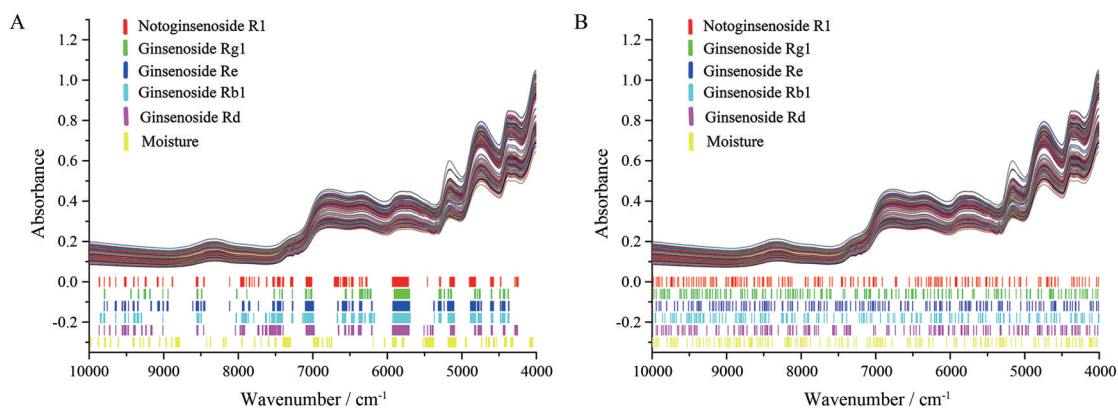 A
Notoginsenoside R1
Ginsenoside Rg1
Ginsenoside Re
Ginsenoside Rb1
Ginsenoside Rd
Moisture
Absorbance
1.2
1.0
0.8
0.6
0.4
0.2
0.0
-0.2
10000 9000 8000 7000 6000 5000 4000
Wavenumber / cm⁻¹
B
Notoginsenoside R1
Ginsenoside Rg1
Ginsenoside Re
Ginsenoside Rb1
Ginsenoside Rd
Moisture
Absorbance
1.2
1.0
0.8
0.6
0.4
0.2
0.0
-0.2
10000 9000 8000 7000 6000 5000 4000
Wavenumber / cm⁻¹